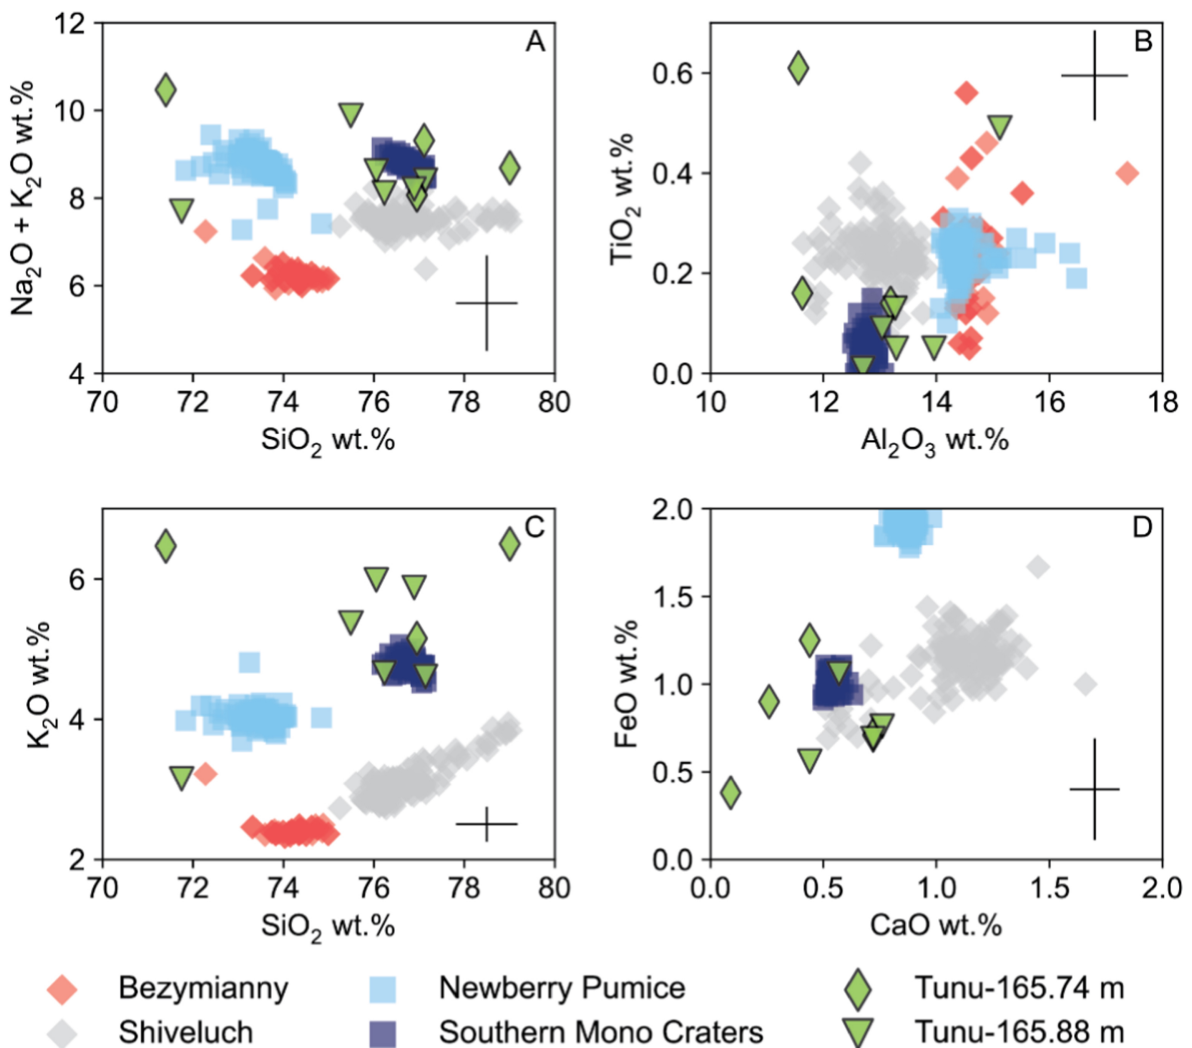 A
12
10
8
6
4
Na₂O + K₂O wt.%
70 72 74 76 78 80
SiO₂ wt.%
B
0.6
0.4
0.2
0.0
TiO₂ wt.%
10 12 14 16 18
Al₂O₃ wt.%
C
6
4
2
K₂O wt.%
70 72 74 76 78 80
SiO₂ wt.%
D
2.0
1.5
1.0
0.5
0.0
FeO wt.%
0.0 0.5 1.0 1.5 2.0
CaO wt.%
Bezymianny Newberry Pumice Tunu-165.74 m
Shiveluch Southern Mono Craters Tunu-165.88 m